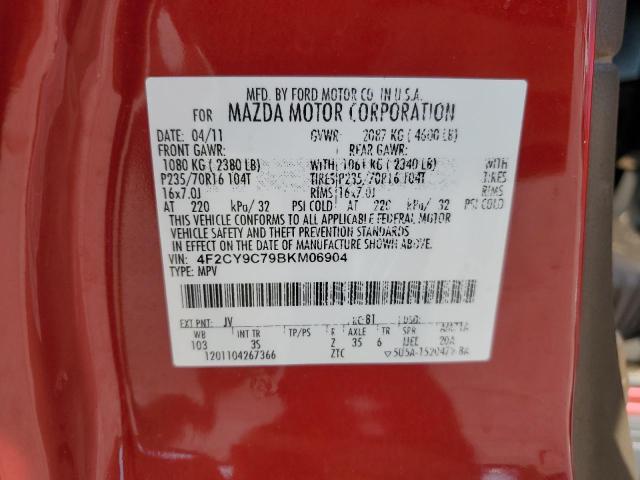 MFD. BY FORD MOTOR CO. IN U.S.A.
FOR MAZDA MOTOR CORPORATION
DATE: 04/11 GVWR: 2087 KG ( 4600 LB)
FRONT GAWR: REAR GAWR:
1080 KG ( 2380 LB) WITH 1061 KG ( 2340 LB) WITH
P235/70R16 104T TIRES P235/70R16 104T TIRES
16x7.0J RIMS 16x7.0J RIMS
AT 220 kPa/ 32 PSI COLD AT 220 kPa/ 32 PSI COLD
THIS VEHICLE CONFORMS TO ALL APPLICABLE FEDERAL MOTOR
VEHICLE SAFETY AND BUMPER AND THEFT PREVENTION STANDARDS
IN EFFECT ON THE DATE OF MANUFACTURE SHOWN ABOVE.
VIN: 4F2CY9C79BKM06904
TYPE: MPV
EXT PNT: JV RC: 81 DSO:
WB INT TR TP/PS R AXLE TR SPR
103 3S Z 35 6 20A
1201104267366 ZTC